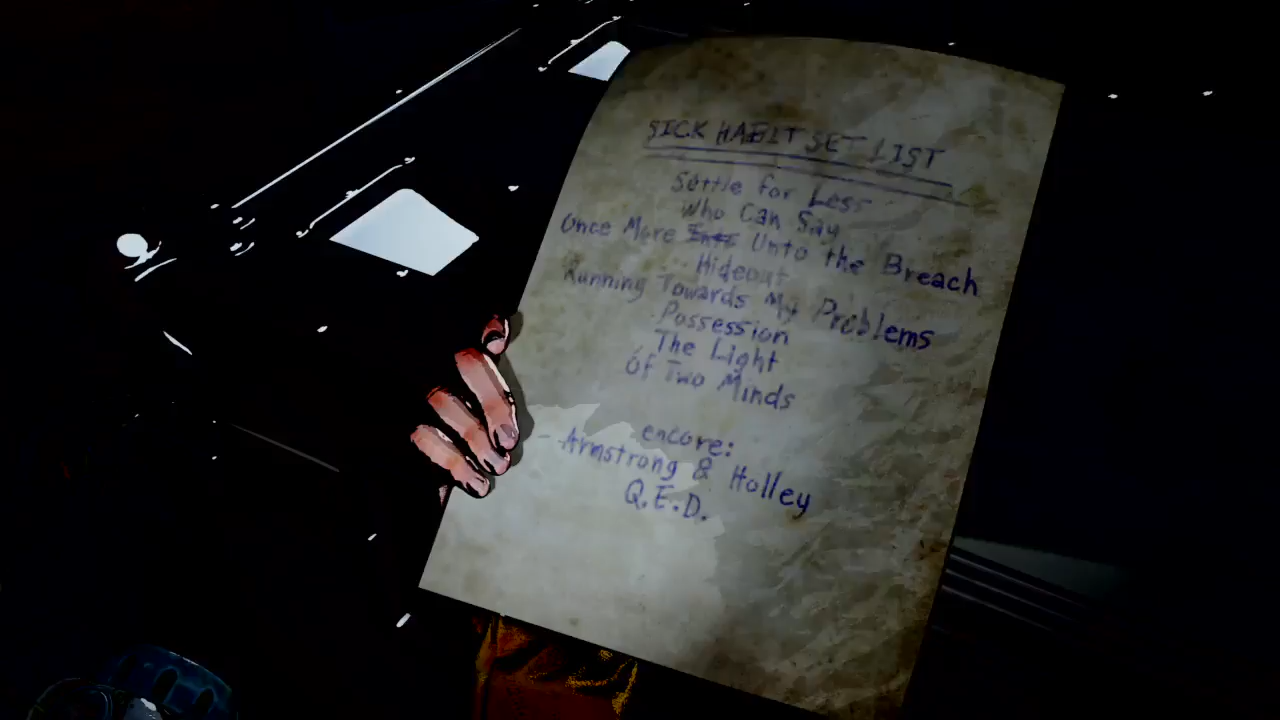 SICK HABIT SET LIST
Settle for Less
Who Can Say
Once More Into Unto the Breach
Hideout
Running Towards My Problems
Possession
The Light
Of Two Minds
encore:
Armstrong & Holley
Q.E.D.